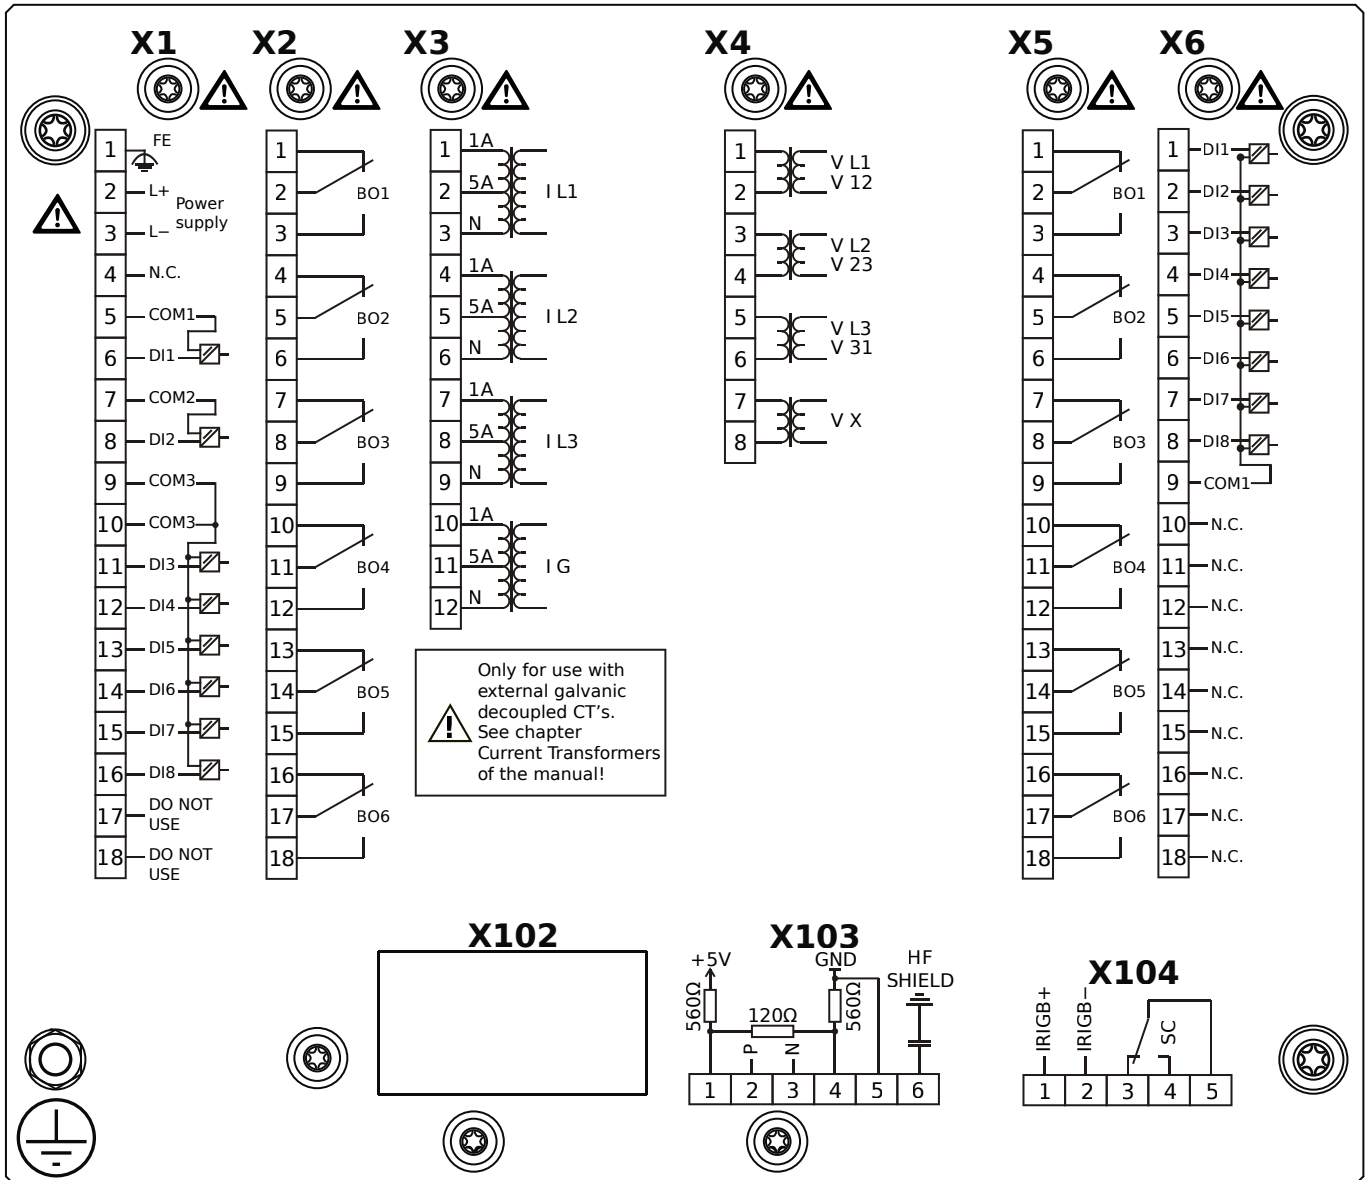 X1 X2 X3 X4 X5 X6
1 FE
2 L+
Power
supply
3 L−
4 N.C.
5 COM1
6 DI1
7 COM2
8 DI2
9 COM3
10 COM3
11 DI3
12 DI4
13 DI5
14 DI6
15 DI7
16 DI8
17 DO NOT
USE
18 DO NOT
USE
1
2 BO1
3
4
5 BO2
6
7
8 BO3
9
10
11 BO4
12
13
14 BO5
15
16
17 BO6
18
1 1A
2 5A I L1
3 N
4 1A
5 5A I L2
6 N
7 1A
8 5A I L3
9 N
10 1A
11 5A I G
12 N
Only for use with
external galvanic
decoupled CT's.
See chapter
Current Transformers
of the manual!
1 V L1
2 V 12
3 V L2
4 V 23
5 V L3
6 V 31
7 V X
8
1
2 BO1
3
4
5 BO2
6
7
8 BO3
9
10
11 BO4
12
13
14 BO5
15
16
17 BO6
18
1 DI1
2 DI2
3 DI3
4 DI4
5 DI5
6 DI6
7 DI7
8 DI8
9 COM1
10 N.C.
11 N.C.
12 N.C.
13 N.C.
14 N.C.
15 N.C.
16 N.C.
17 N.C.
18 N.C.
X102
X103
+5V GND HF
SHIELD
560Ω 120Ω 560Ω
P N
1 2 3 4 5 6
X104
IRIGB+ IRIGB− SC
1 2 3 4 5